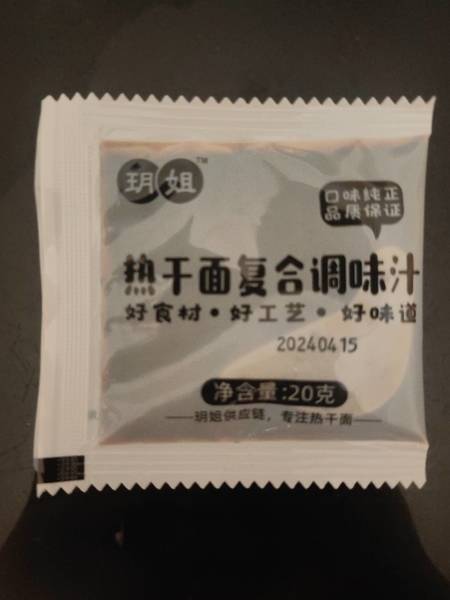 玥姐 TM
口味纯正
品质保证
热干面复合调味汁
好食材·好工艺·好味道
20240415
净含量:20克
——玥姐供应链，专注热干面——